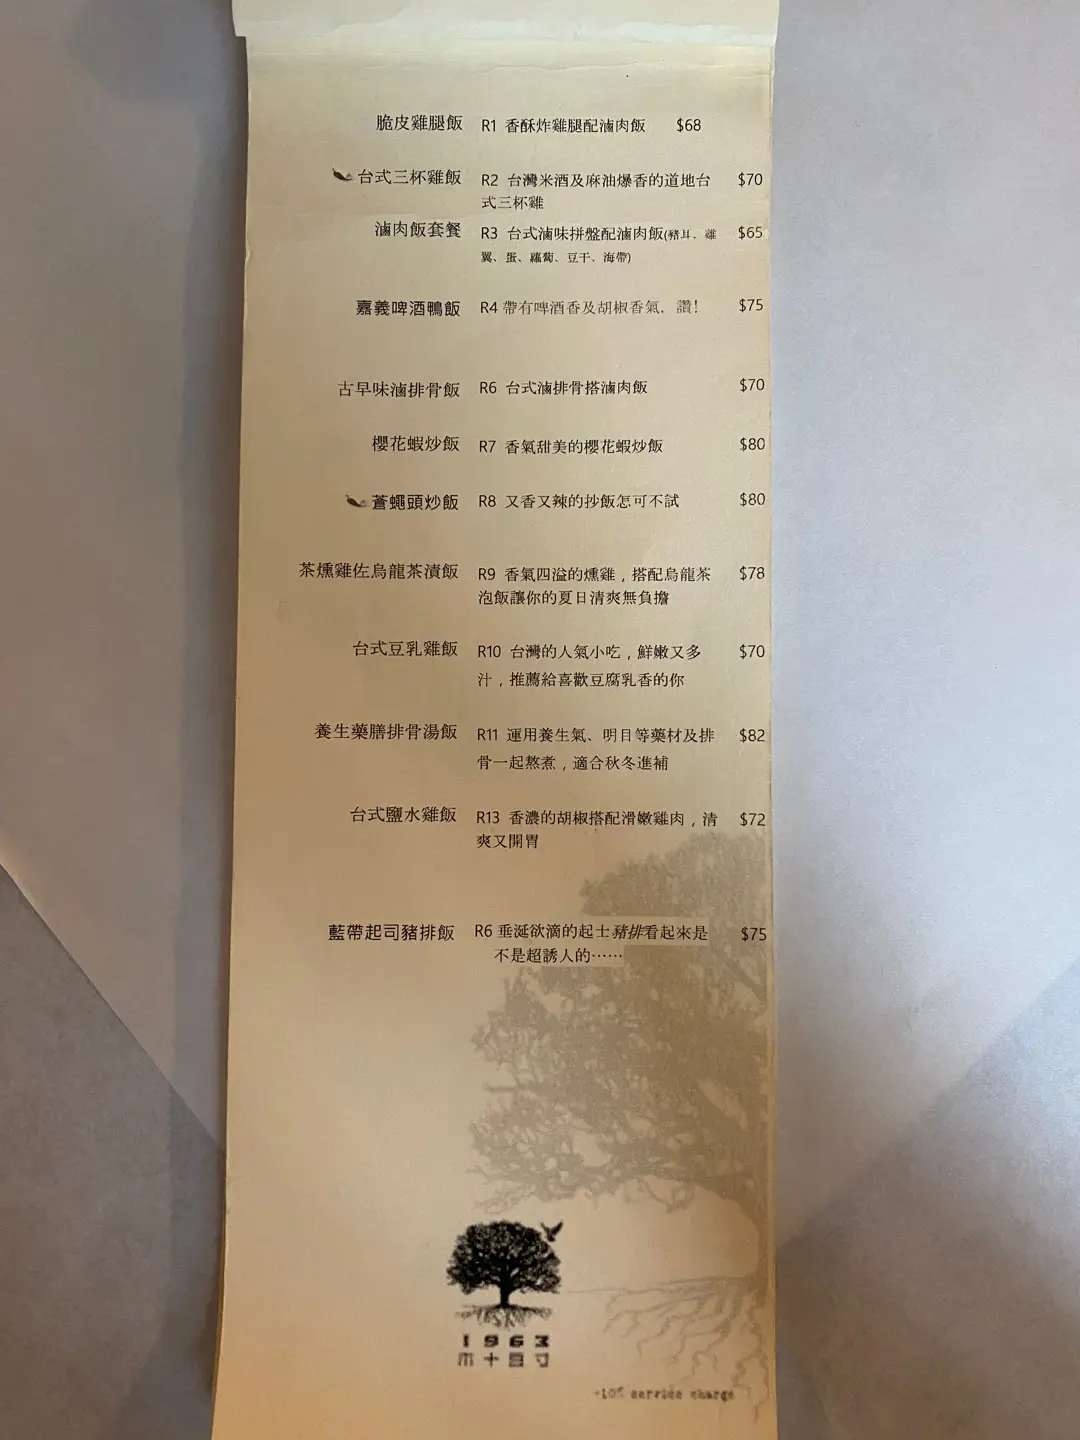 脆皮雞腿飯 R1 香酥炸雞腿配滷肉飯 $68
台式三杯雞飯 R2 台灣米酒及麻油爆香的道地台 $70
式三杯雞
滷肉飯套餐 R3 台式滷味拼盤配滷肉飯(豬耳、雞 $65
翼、蛋、蘿蔔、豆干、海帶)
嘉義啤酒鴨飯 R4 帶有啤酒香及胡椒香氣，讚! $75
古早味滷排骨飯 R6 台式滷排骨搭滷肉飯 $70
櫻花蝦炒飯 R7 香氣甜美的櫻花蝦炒飯 $80
蒼蠅頭炒飯 R8 又香又辣的抄飯怎可不試 $80
茶燻雞佐烏龍茶漬飯 R9 香氣四溢的燻雞，搭配烏龍茶 $78
泡飯讓你的夏日清爽無負擔
台式豆乳雞飯 R10 台灣的人氣小吃，鮮嫩又多 $70
汁，推薦給喜歡豆腐乳香的你
養生藥膳排骨湯飯 R11 運用養生氣、明目等藥材及排 $82
骨一起熬煮，適合秋冬進補
台式鹽水雞飯 R13 香濃的胡椒搭配滑嫩雞肉，清 $72
爽又開胃
藍帶起司豬排飯 R6 垂涎欲滴的起士豬排看起來是 $75
不是超誘人的……
1963
+10% service charge